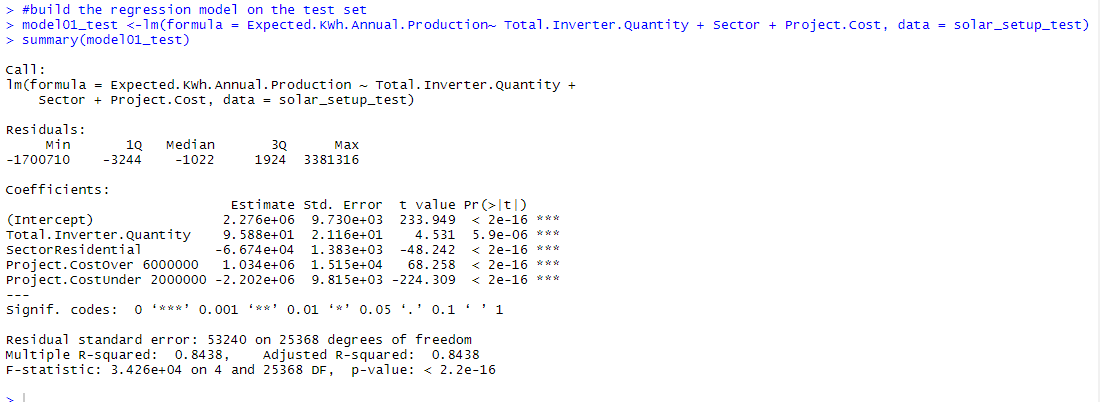 > #build the regression model on the test set
> model01_test <-lm(formula = Expected.KWh.Annual.Production~ Total.Inverter.Quantity + Sector + Project.Cost, data = solar_setup_test)
> summary(model01_test)
Call:
lm(formula = Expected.KWh.Annual.Production ~ Total.Inverter.Quantity +
    Sector + Project.Cost, data = solar_setup_test)
Residuals:
     Min       1Q   Median       3Q      Max
-1700710    -3244    -1022     1924  3381316
Coefficients:
                          Estimate Std. Error  t value Pr(>|t|)
(Intercept)              2.276e+06  9.730e+03  233.949  < 2e-16 ***
Total.Inverter.Quantity  9.588e+01  2.116e+01    4.531  5.9e-06 ***
SectorResidential       -6.674e+04  1.383e+03  -48.242  < 2e-16 ***
Project.CostOver 6000000  1.034e+06  1.515e+04   68.258  < 2e-16 ***
Project.CostUnder 2000000 -2.202e+06  9.815e+03 -224.309  < 2e-16 ***
---
Signif. codes:  0 ‘***’ 0.001 ‘**’ 0.01 ‘*’ 0.05 ‘.’ 0.1 ‘ ’ 1
Residual standard error: 53240 on 25368 degrees of freedom
Multiple R-squared:  0.8438,    Adjusted R-squared:  0.8438
F-statistic: 3.426e+04 on 4 and 25368 DF,  p-value: < 2.2e-16
>